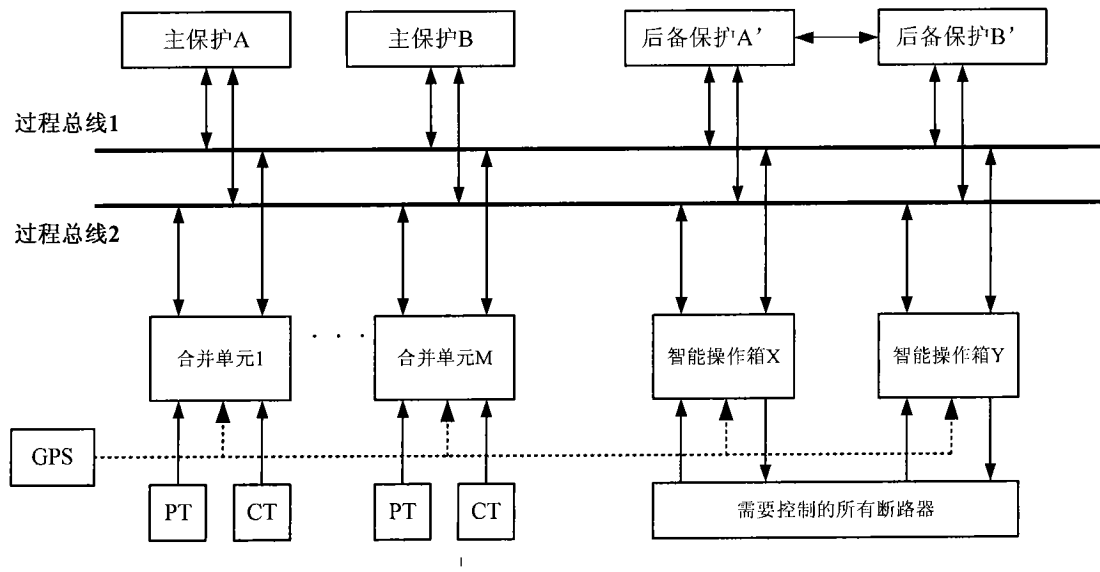 主保护A
主保护B
后备保护A’
后备保护B’
过程总线1
过程总线2
合并单元1
. . . .
合并单元M
智能操作箱X
智能操作箱Y
GPS
PT
CT
PT
CT
需要控制的所有断路器